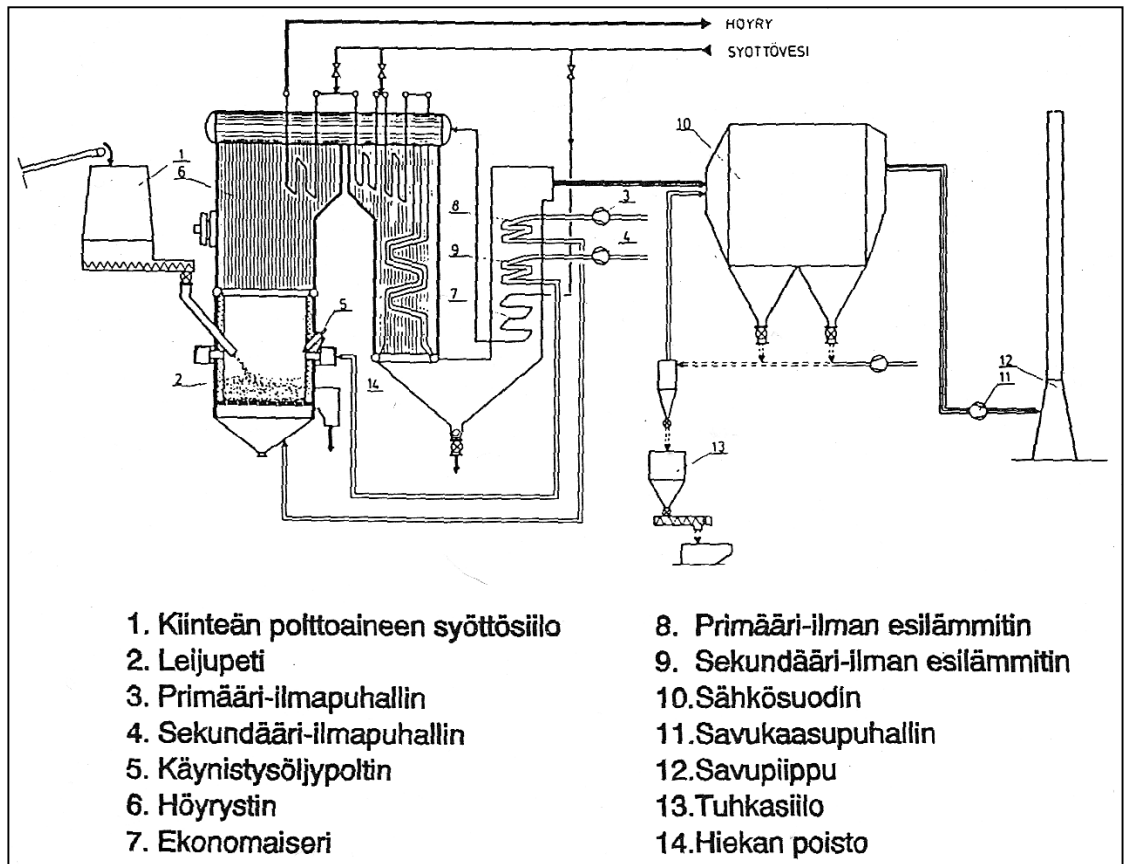 HÖYRY
SYÖTTÖVESI
1
6
8
3
9
4
7
5
2
14
10
12
11
13
1. Kiinteän polttoaineen syöttösiilo
2. Leijupeti
3. Primääri-ilmapuhallin
4. Sekundääri-ilmapuhallin
5. Käynistysöljypoltin
6. Höyrystin
7. Ekonomaiseri
8. Primääri-ilman esilämmitin
9. Sekundääri-ilman esilämmitin
10.Sähkösuodin
11.Savukaasupuhallin
12.Savupiippu
13.Tuhkasiilo
14.Hiekan poisto